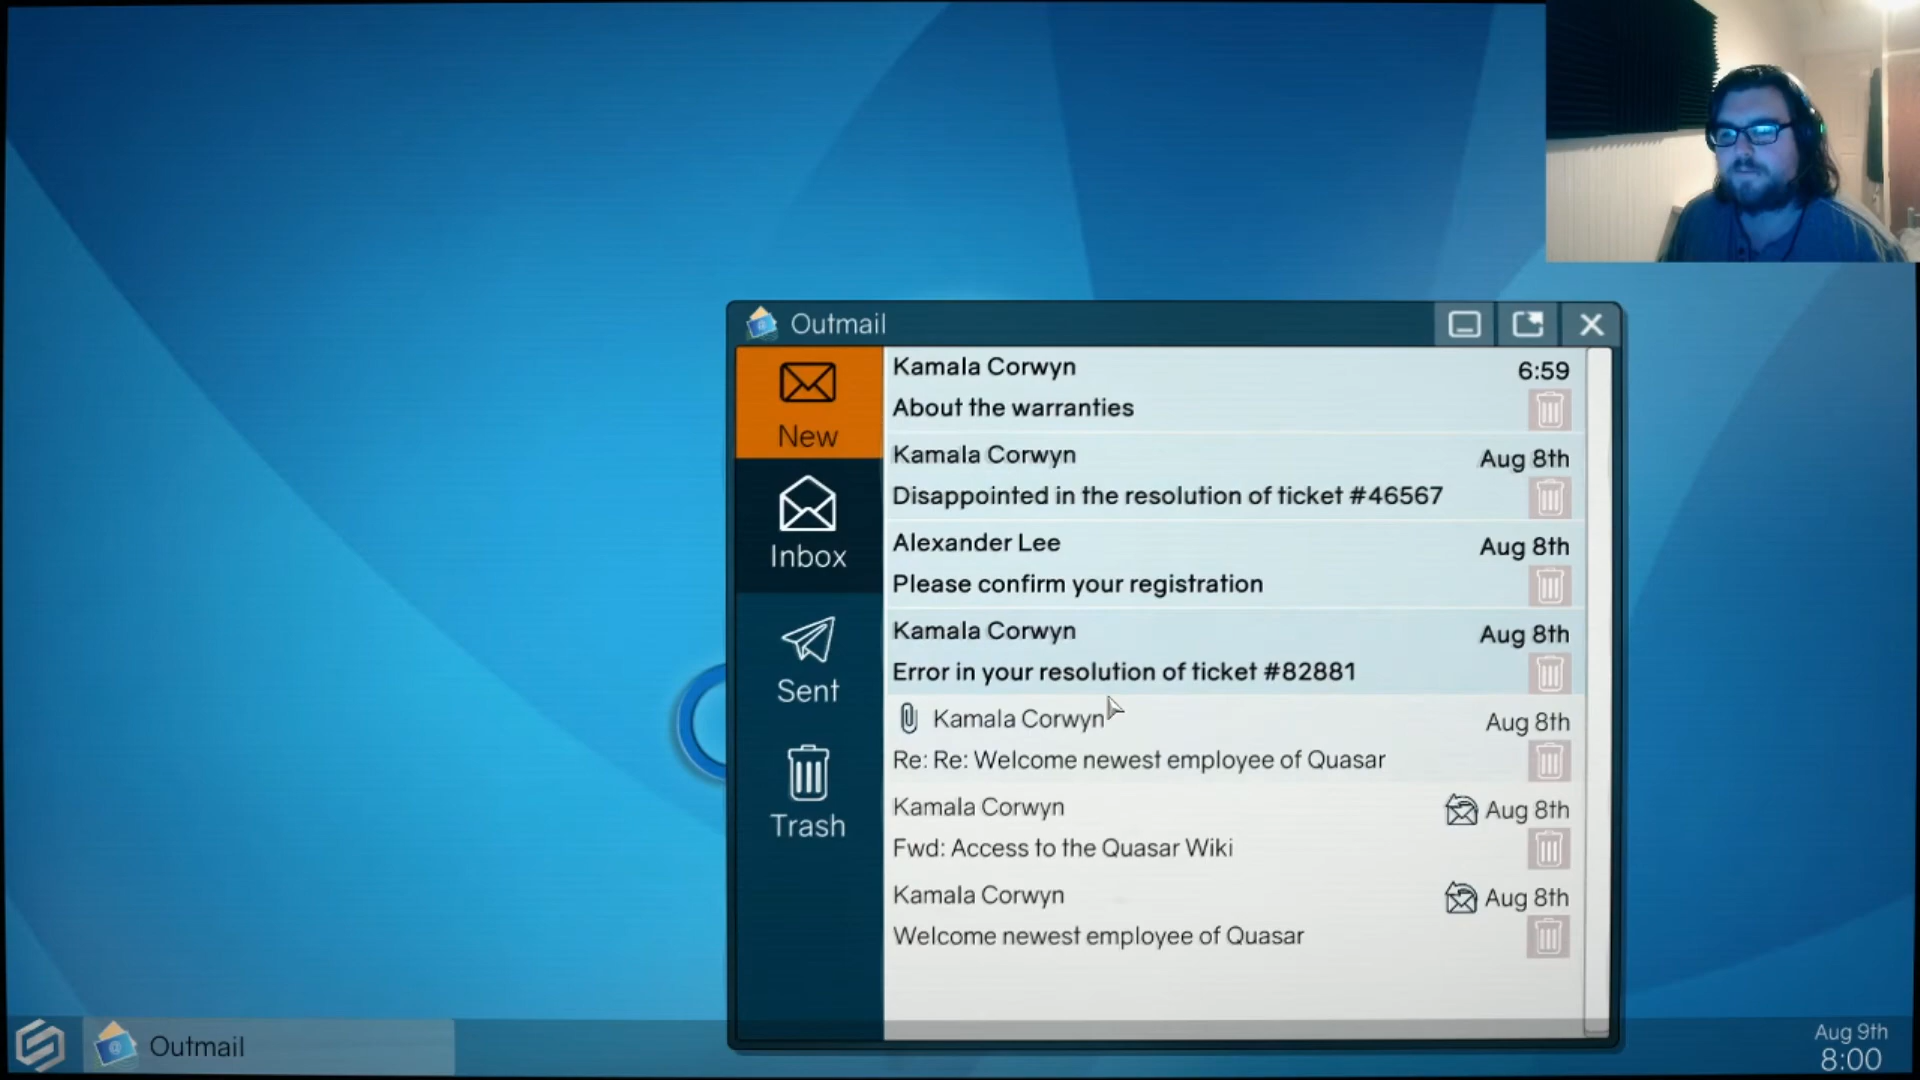 Outmail
New
Inbox
Sent
Trash
Kamala Corwyn
6:59
About the warranties
Kamala Corwyn
Aug 8th
Disappointed in the resolution of ticket #46567
Alexander Lee
Aug 8th
Please confirm your registration
Kamala Corwyn
Aug 8th
Error in your resolution of ticket #82881
Kamala Corwyn
Aug 8th
Re: Re: Welcome newest employee of Quasar
Kamala Corwyn
Aug 8th
Fwd: Access to the Quasar Wiki
Kamala Corwyn
Aug 8th
Welcome newest employee of Quasar
Outmail
Aug 9th
8:00